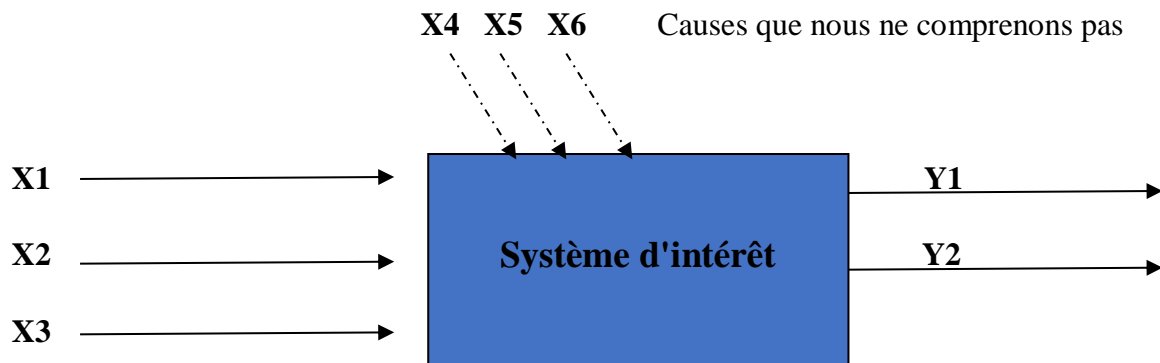 X4 X5 X6 Causes que nous ne comprenons pas
X1 Y1
X2 Système d'intérêt Y2
X3